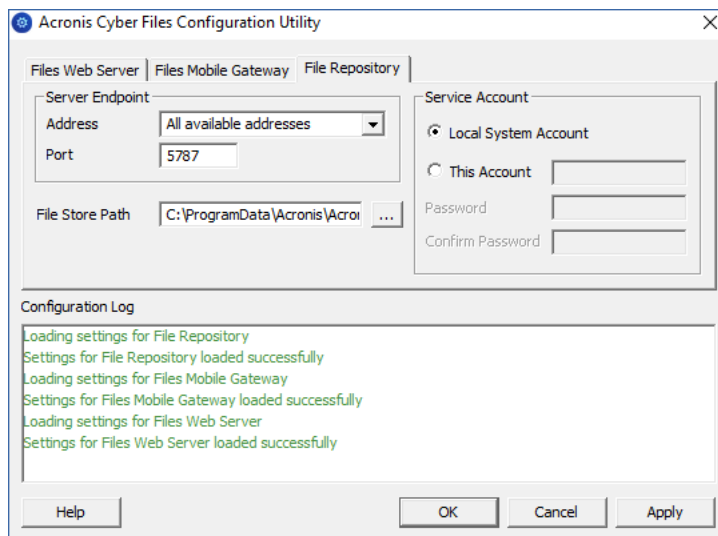 Acronis Cyber Files Configuration Utility
Files Web Server Files Mobile Gateway File Repository
Server Endpoint
Address All available addresses
Port 5787
File Store Path C:\ProgramData\Acronis\Acro ...
Service Account
Local System Account
This Account
Password
Confirm Password
Configuration Log
Loading settings for File Repository
Settings for File Repository loaded successfully
Loading settings for Files Mobile Gateway
Settings for Files Mobile Gateway loaded successfully
Loading settings for Files Web Server
Settings for Files Web Server loaded successfully
Help OK Cancel Apply